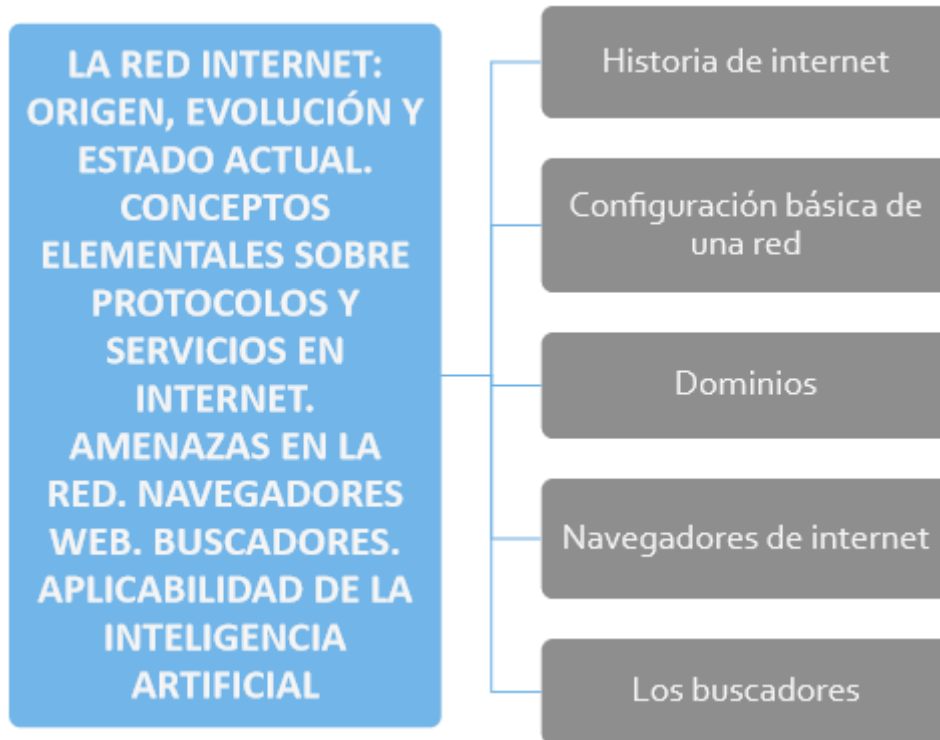 LA RED INTERNET:
ORIGEN, EVOLUCIÓN Y
ESTADO ACTUAL.
CONCEPTOS
ELEMENTALES SOBRE
PROTOCOLOS Y
SERVICIOS EN
INTERNET.
AMENAZAS EN LA
RED. NAVEGADORES
WEB. BUSCADORES.
APLICABILIDAD DE LA
INTELIGENCIA
ARTIFICIAL
Historia de internet
Configuración básica de
una red
Dominios
Navegadores de internet
Los buscadores